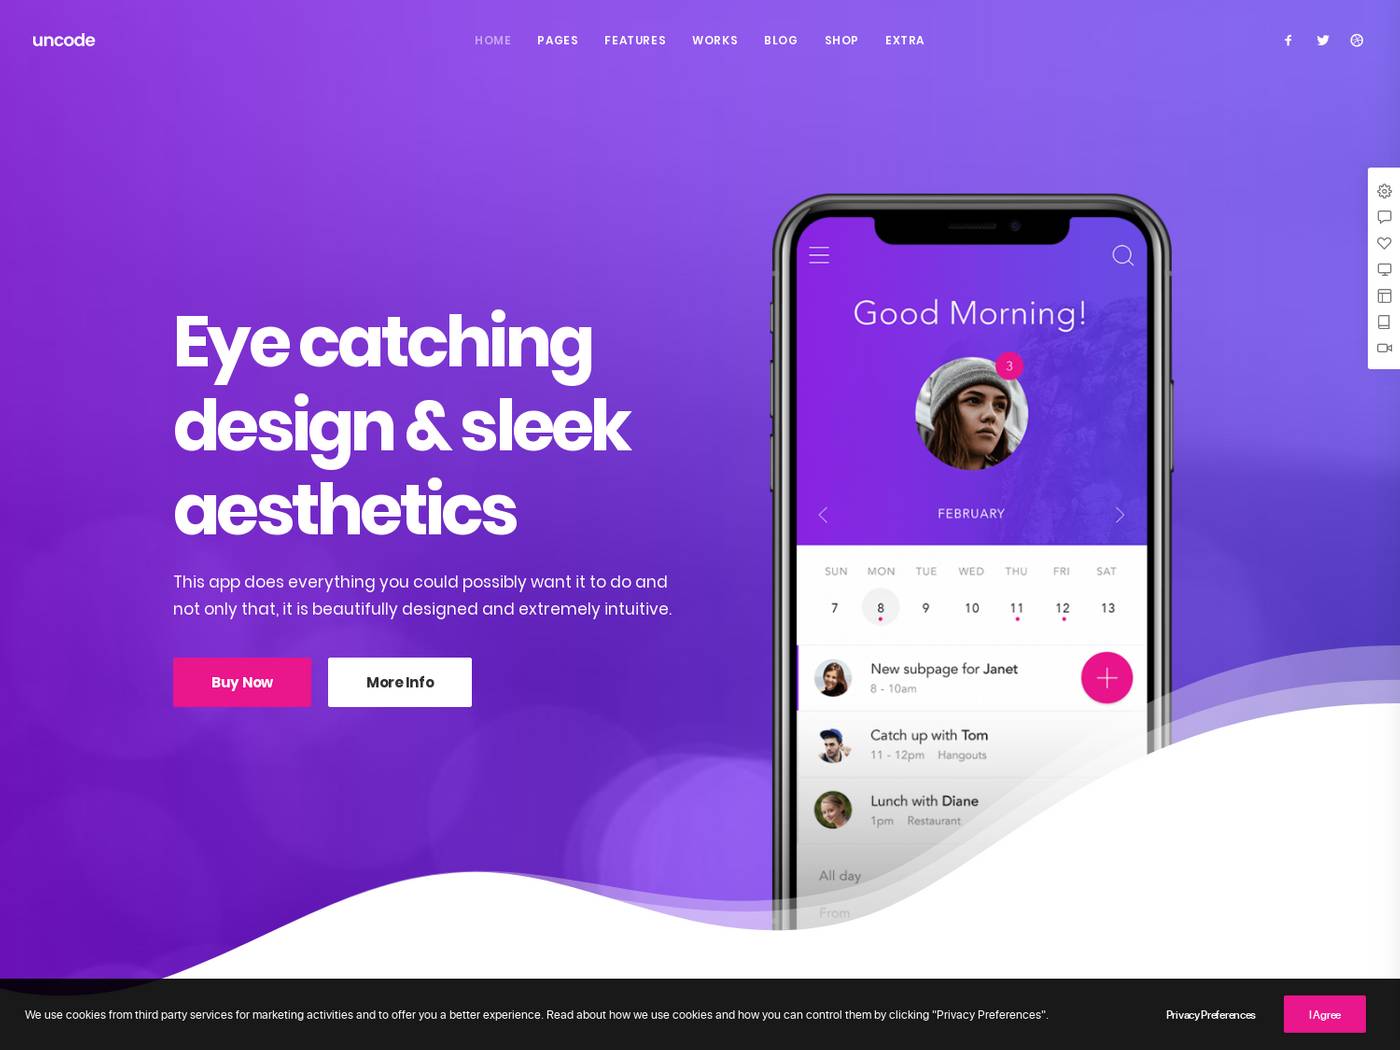 uncode
HOME PAGES FEATURES WORKS BLOG SHOP EXTRA
Eye catching
design & sleek
aesthetics
This app does everything you could possibly want it to do and
not only that, it is beautifully designed and extremely intuitive.
Buy Now More Info
Good Morning!
3
FEBRUARY
SUN MON TUE WED THU FRI SAT
7 8 9 10 11 12 13
New subpage for Janet
8 - 10am
Catch up with Tom
11 - 12pm Hangouts
Lunch with Diane
1pm Restaurant
All day
From
We use cookies from third party services for marketing activities and to offer you a better experience. Read about how we use cookies and how you can control them by clicking "Privacy Preferences". Privacy Preferences I Agree